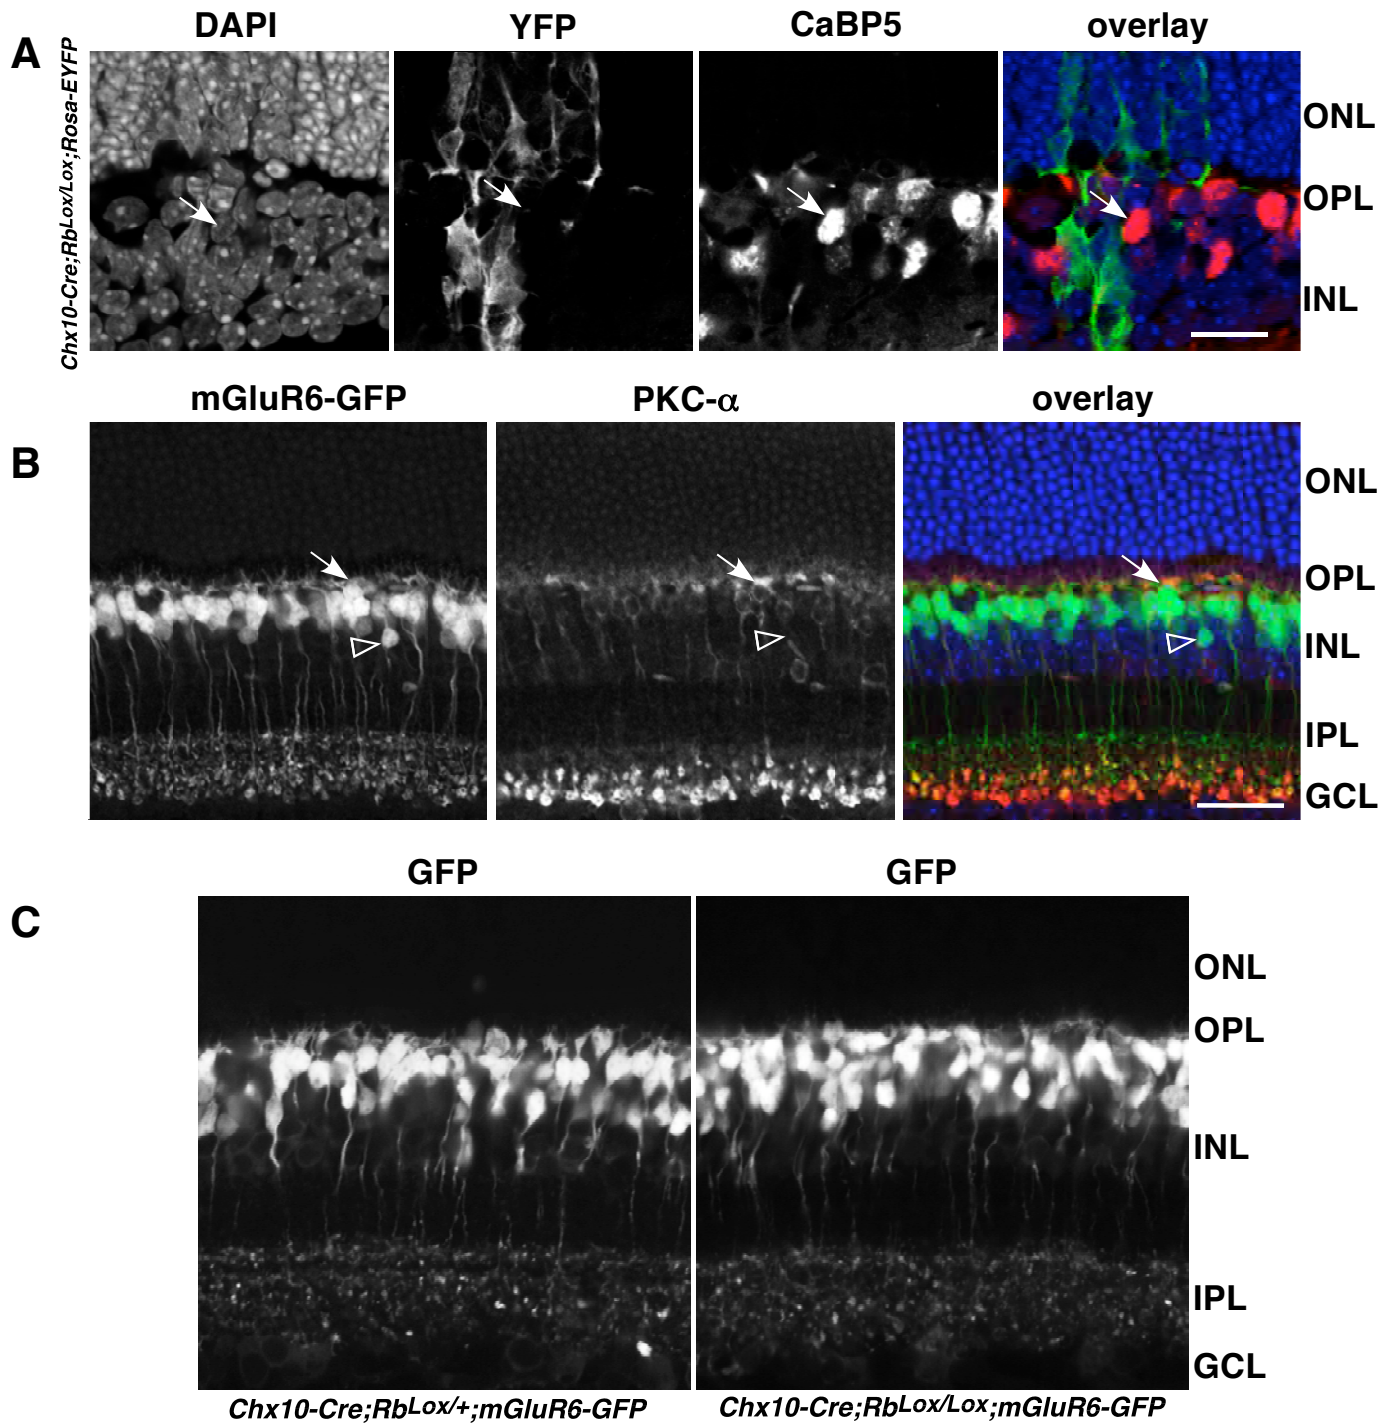 DAPI YFP CaBP5 overlay
A
Chx10-Cre;RbLox/Lox;Rosa-EYFP
ONL
OPL
INL
mGluR6-GFP PKC-α overlay
B
ONL
OPL
INL
IPL
GCL
GFP GFP
C
ONL
OPL
INL
IPL
GCL
Chx10-Cre;RbLox/+;mGluR6-GFP Chx10-Cre;RbLox/Lox;mGluR6-GFP